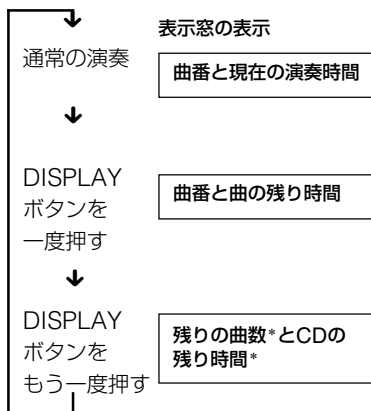 表示窓の表示
通常の演奏
曲番と現在の演奏時間
DISPLAY
ボタンを
一度押す
曲番と曲の残り時間
DISPLAY
ボタンを
もう一度押す
残りの曲数*とCDの
残り時間*